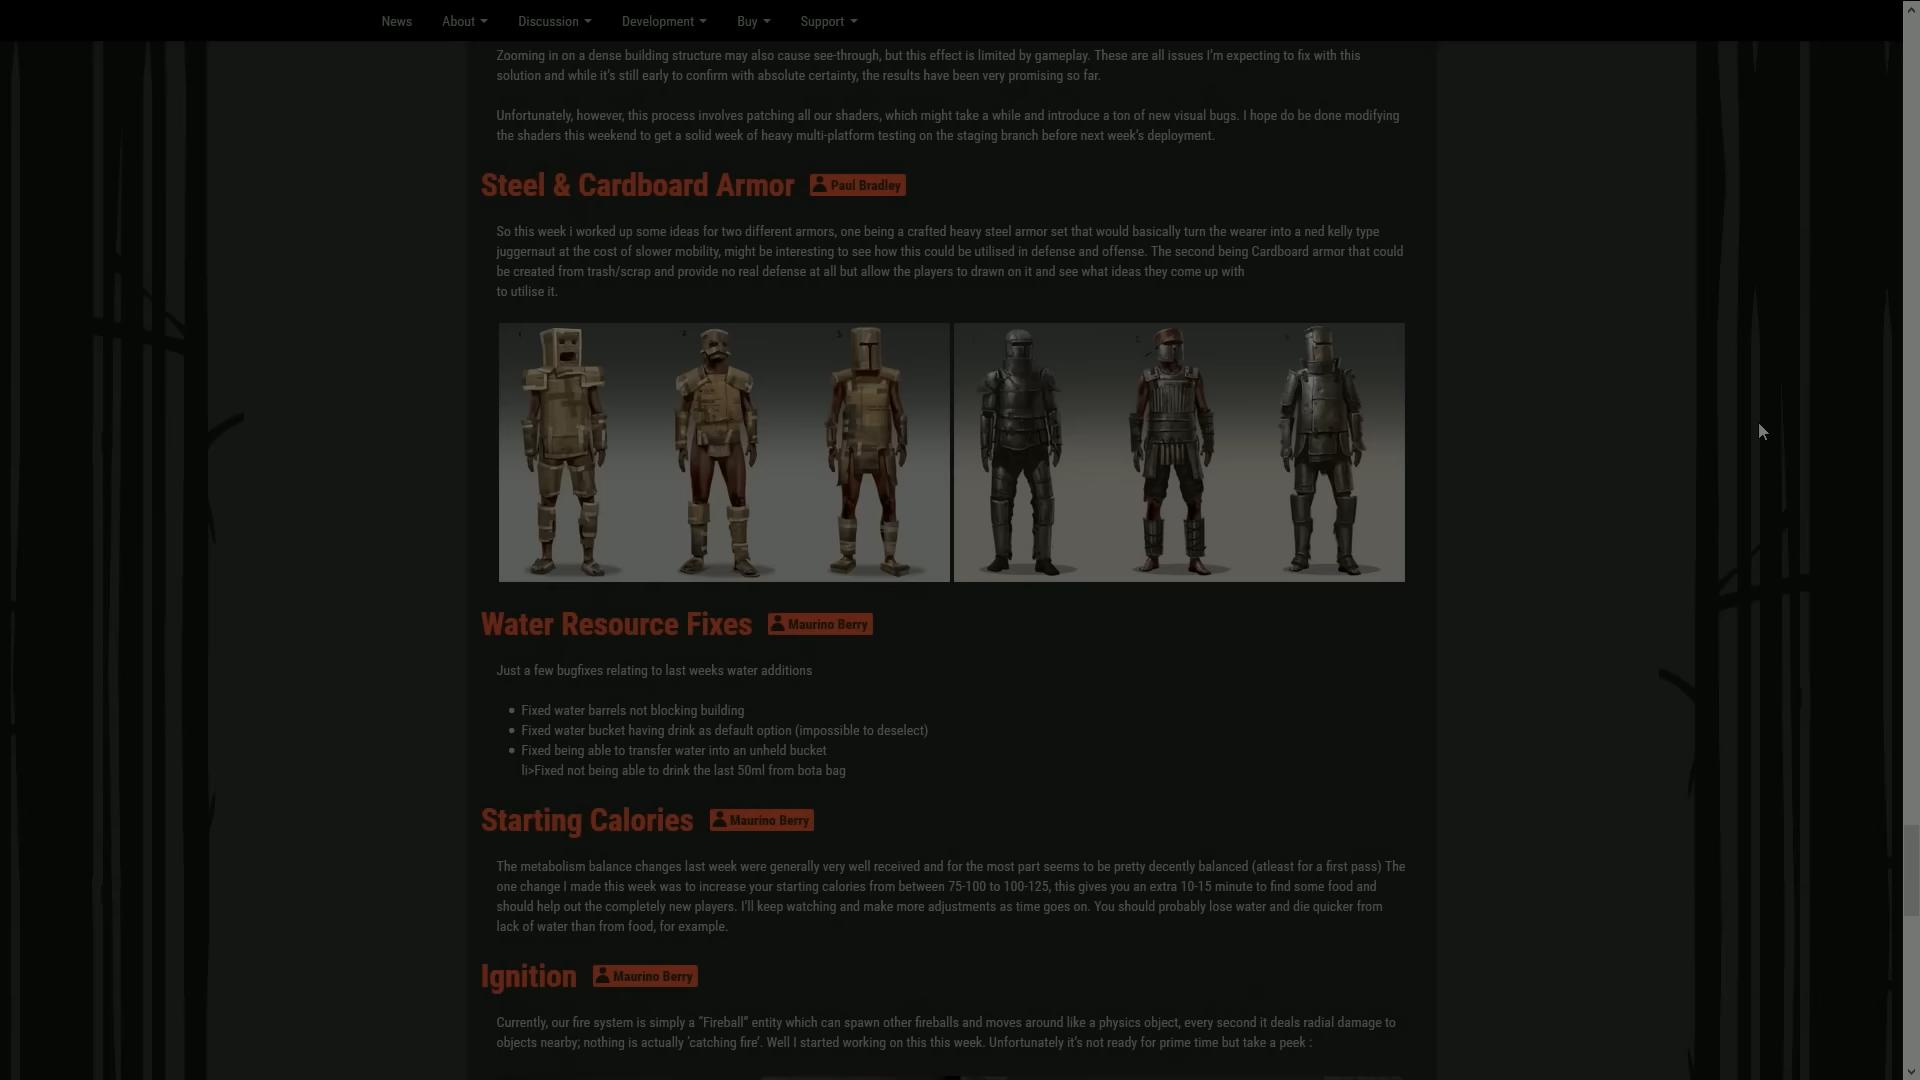 News About Discussion Development Buy Support
Zooming in on a dense building structure may also cause see-through, but this effect is limited by gameplay. These are all issues I'm expecting to fix with this
solution and while it's still early to confirm with absolute certainty, the results have been very promising so far.
Unfortunately, however, this process involves patching all our shaders, which might take a while and introduce a ton of new visual bugs. I hope do be done modifying
the shaders this weekend to get a solid week of heavy multi-platform testing on the staging branch before next week's deployment.
Steel & Cardboard Armor Paul Bradley
So this week i worked up some ideas for two different armors, one being a crafted heavy steel armor set that would basically turn the wearer into a ned kelly type
juggernaut at the cost of slower mobility, might be interesting to see how this could be utilised in defense and offense. The second being Cardboard armor that could
be created from trash/scrap and provide no real defense at all but allow the players to drawn on it and see what ideas they come up with
to utilise it.
Water Resource Fixes Maurino Berry
Just a few bugfixes relating to last weeks water additions
Fixed water barrels not blocking building
Fixed water bucket having drink as default option (impossible to deselect)
Fixed being able to transfer water into an unheld bucket
li>Fixed not being able to drink the last 50ml from bota bag
Starting Calories Maurino Berry
The metabolism balance changes last week were generally very well received and for the most part seems to be pretty decently balanced (atleast for a first pass) The
one change I made this week was to increase your starting calories from between 75-100 to 100-125, this gives you an extra 10-15 minute to find some food and
should help out the completely new players. I'll keep watching and make more adjustments as time goes on. You should probably lose water and die quicker from
lack of water than from food, for example.
Ignition Maurino Berry
Currently, our fire system is simply a "Fireball" entity which can spawn other fireballs and moves around like a physics object, every second it deals radial damage to
objects nearby; nothing is actually 'catching fire'. Well I started working on this this week. Unfortunately it's not ready for prime time but take a peek :